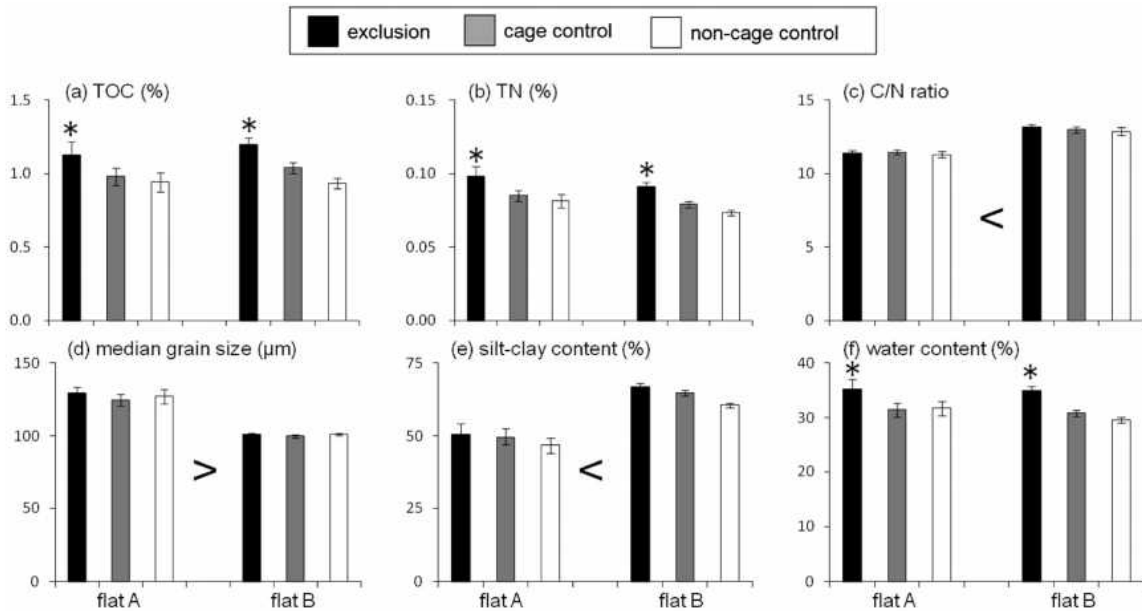 exclusion cage control non-cage control
(a) TOC (%) (b) TN (%) (c) C/N ratio
1.5 0.15 15
* * * *
1.0 0.10 10
<
0.5 0.05 5
0.0 0.00 0
(d) median grain size (µm) (e) silt-clay content (%) (f) water content (%)
150 75 40
* *
30
100 50
> < 20
50 25
10
0 0 0
flat A flat B flat A flat B flat A flat B